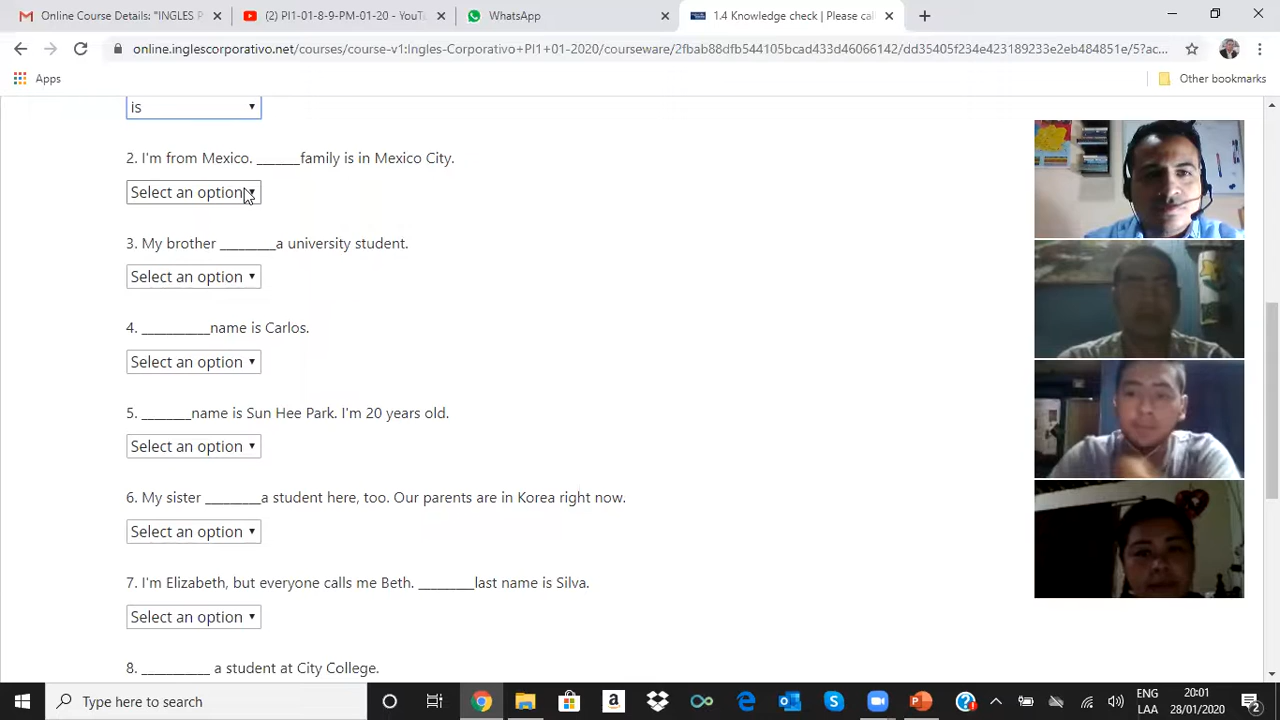 Online Course Details: "INGLES P
(2) PI1-01-8-9-PM-01-20 - YouTu
WhatsApp
1.4 Knowledge check | Please cal
online.inglescorporativo.net/courses/course-v1:Ingles-Corporativo+PI1+01-2020/courseware/2fbab88dfb544105bcad433d46066142/dd35405f234e423189233e2eb484851e/5?ac...
Apps
Other bookmarks
is
2. I'm from Mexico. ______family is in Mexico City.
Select an option
3. My brother ________a university student.
Select an option
4. __________name is Carlos.
Select an option
5. _______name is Sun Hee Park. I'm 20 years old.
Select an option
6. My sister ________a student here, too. Our parents are in Korea right now.
Select an option
7. I'm Elizabeth, but everyone calls me Beth. ________last name is Silva.
Select an option
8. __________ a student at City College.
Type here to search
ENG
LAA
20:01
28/01/2020
2